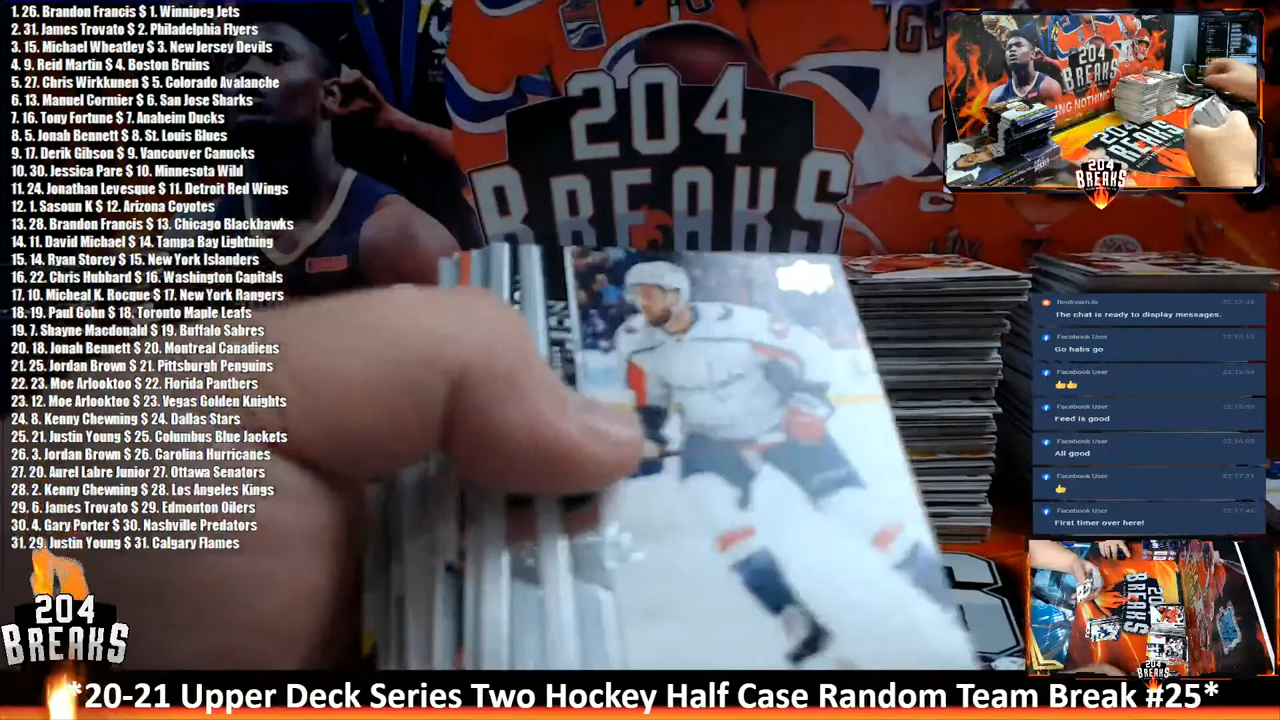 1. 26. Brandon Francis $ 1. Winnipeg Jets
2. 31. James Trovato $ 2. Philadelphia Flyers
3. 15. Michael Wheatley $ 3. New Jersey Devils
4. 9. Reid Martin $ 4. Boston Bruins
5. 27. Chris Wirkkunen $ 5. Colorado Avalanche
6. 13. Manuel Cormier $ 6. San Jose Sharks
7. 16. Tony Fortune $ 7. Anaheim Ducks
8. 5. Jonah Bennett $ 8. St. Louis Blues
9. 17. Derik Gibson $ 9. Vancouver Canucks
10. 30. Jessica Pare $ 10. Minnesota Wild
11. 24. Jonathan Levesque $ 11. Detroit Red Wings
12. 1. Sasoun K $ 12. Arizona Coyotes
13. 28. Brandon Francis $ 13. Chicago Blackhawks
14. 11. David Michael $ 14. Tampa Bay Lightning
15. 14. Ryan Storey $ 15. New York Islanders
16. 22. Chris Hubbard $ 16. Washington Capitals
17. 10. Micheal K. Rocque $ 17. New York Rangers
18. 19. Paul Gohn $ 18. Toronto Maple Leafs
19. 7. Shayne Macdonald $ 19. Buffalo Sabres
20. 18. Jonah Bennett $ 20. Montreal Canadiens
21. 25. Jordan Brown $ 21. Pittsburgh Penguins
22. 23. Moe Arlooktoo $ 22. Florida Panthers
23. 12. Moe Arlooktoo $ 23. Vegas Golden Knights
24. 8. Kenny Chewning $ 24. Dallas Stars
25. 21. Justin Young $ 25. Columbus Blue Jackets
26. 3. Jordan Brown $ 26. Carolina Hurricanes
27. 20. Aurel Labre Junior 27. Ottawa Senators
28. 2. Kenny Chewning $ 28. Los Angeles Kings
29. 6. James Trovato $ 29. Edmonton Oilers
30. 4. Gary Porter $ 30. Nashville Predators
31. 29. Justin Young $ 31. Calgary Flames
204
BREAKS
204
BREAKS
204
BREAKS
204
BREAKS
204
BREAKS
Restream.io 22:12:46
The chat is ready to display messages.
Facebook User
Go habs go
Facebook User
Facebook User
Feed is good
Facebook User
All good
Facebook User
Facebook User
First timer over here!
BREAKS
204
BREAKS
*20-21 Upper Deck Series Two Hockey Half Case Random Team Break #25*